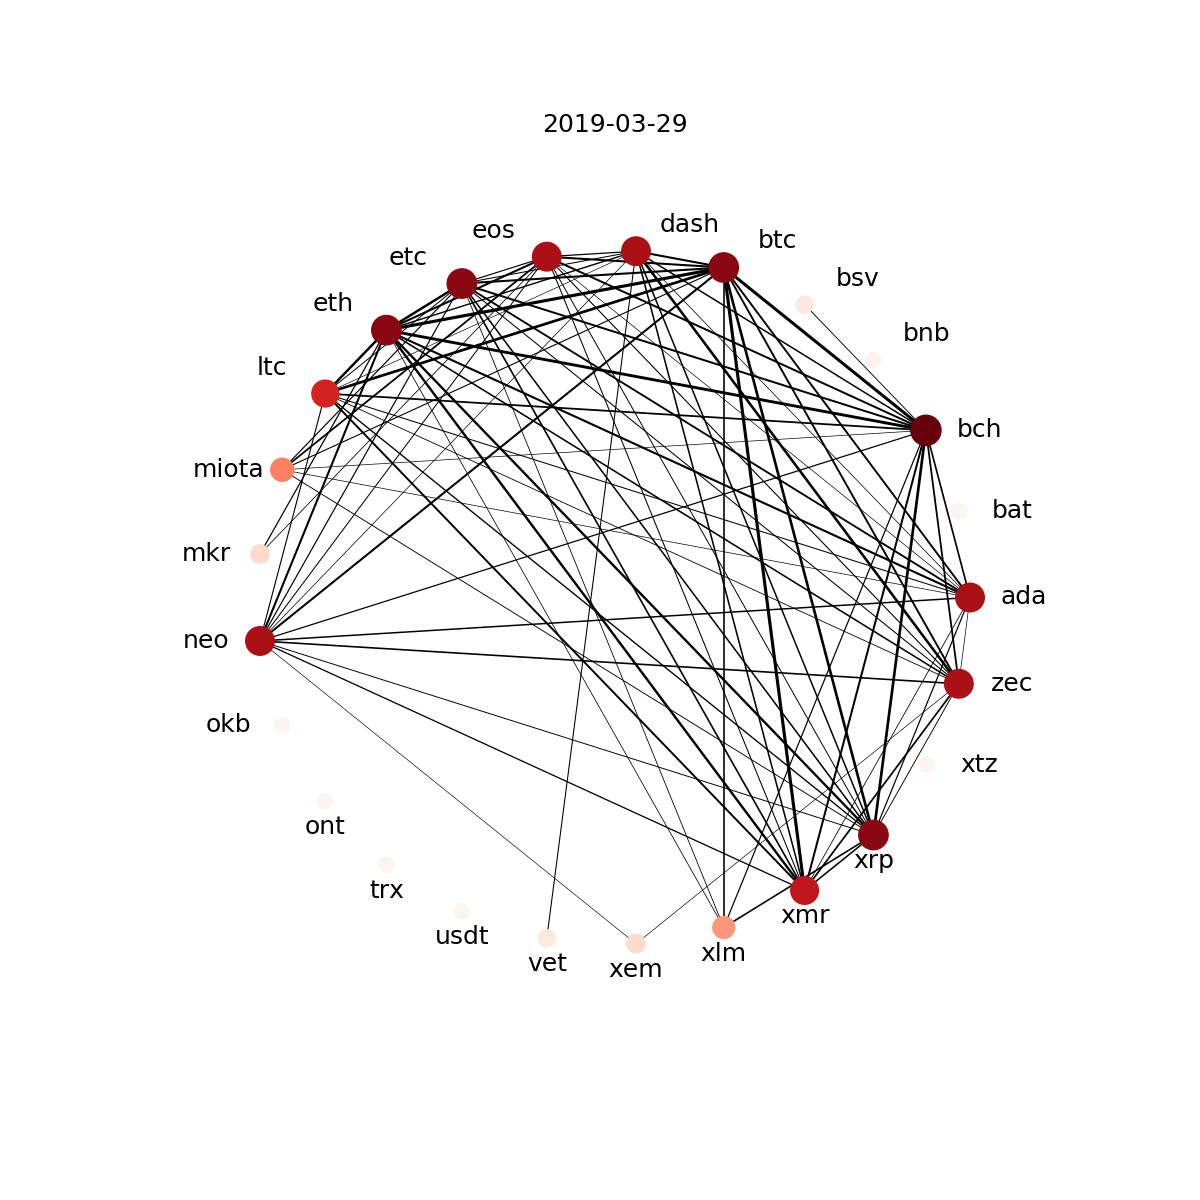 2019-03-29
dash
eos
btc
etc
bsv
eth
bnb
ltc
bch
miota
bat
mkr
ada
neo
zec
okb
xtz
ont
xrp
trx
xmr
usdt
xlm
vet
xem